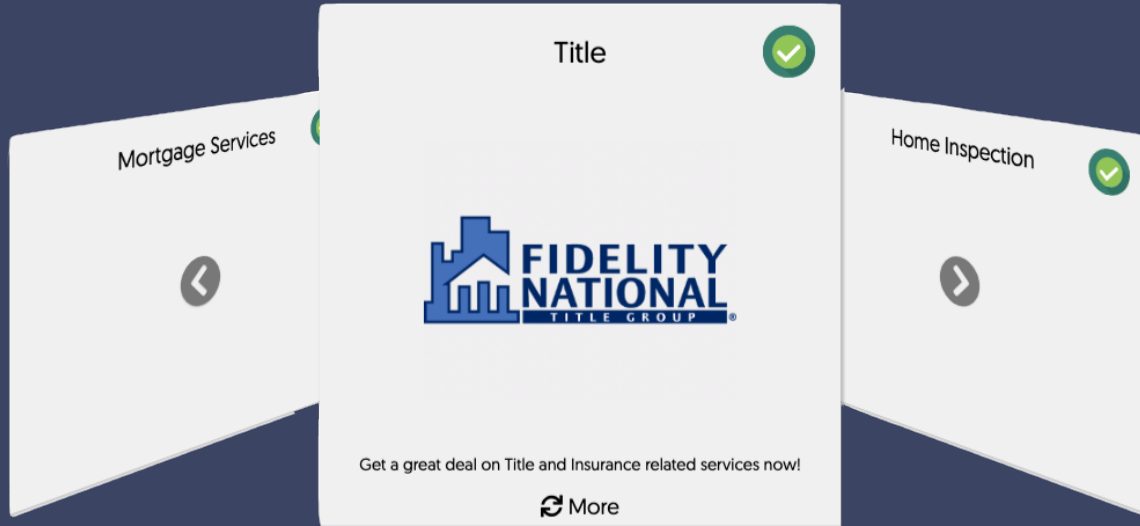 Title
Mortgage Services
Home Inspection
FIDELITY
NATIONAL
TITLE GROUP ®
Get a great deal on Title and Insurance related services now!
More